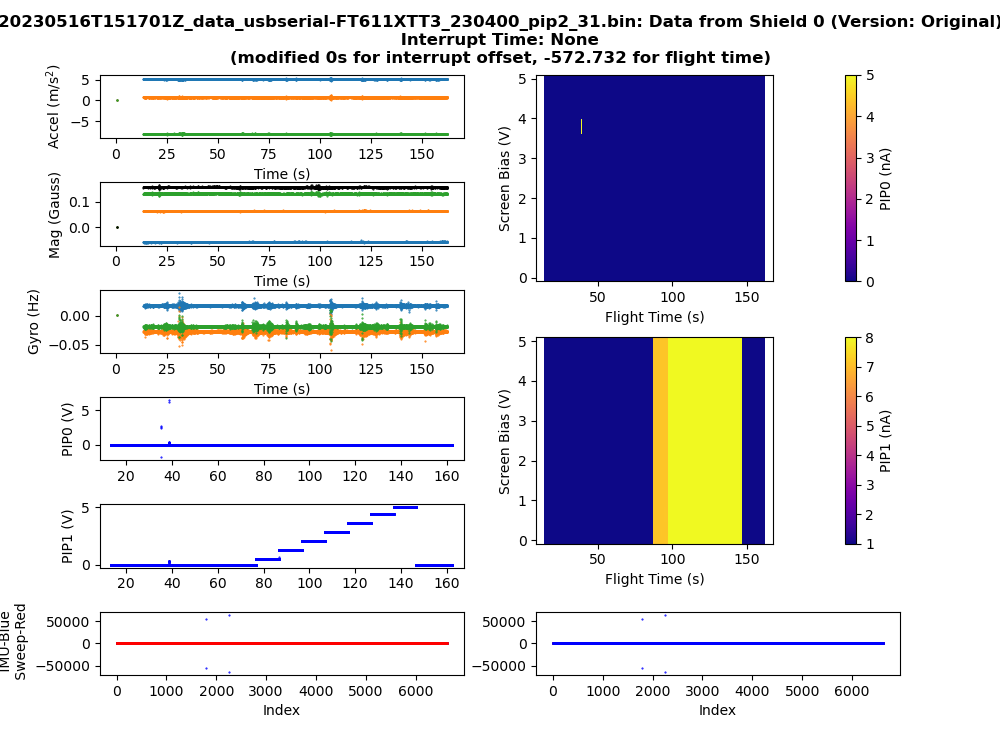 20230516T151701Z_data_usbserial-FT611XTT3_230400_pip2_31.bin: Data from Shield 0 (Version: Original)
Interrupt Time: None
(modified 0s for interrupt offset, -572.732 for flight time)
Accel (m/s²)
5
0
−5
0 25 50 75 100 125 150
Time (s)
Mag (Gauss)
0.1
0.0
0 25 50 75 100 125 150
Time (s)
Gyro (Hz)
0.00
−0.05
0 25 50 75 100 125 150
Time (s)
PIP0 (V)
5
0
20 40 60 80 100 120 140 160
PIP1 (V)
5
0
20 40 60 80 100 120 140 160
IMU-Blue
Sweep-Red
50000
0
−50000
0 1000 2000 3000 4000 5000 6000
Index
Screen Bias (V)
5
4
3
2
1
0
50 100 150
Flight Time (s)
5
4
3
2
1
0
PIP0 (nA)
Screen Bias (V)
5
4
3
2
1
0
50 100 150
Flight Time (s)
8
7
6
5
4
3
2
1
PIP1 (nA)
50000
0
−50000
0 1000 2000 3000 4000 5000 6000
Index